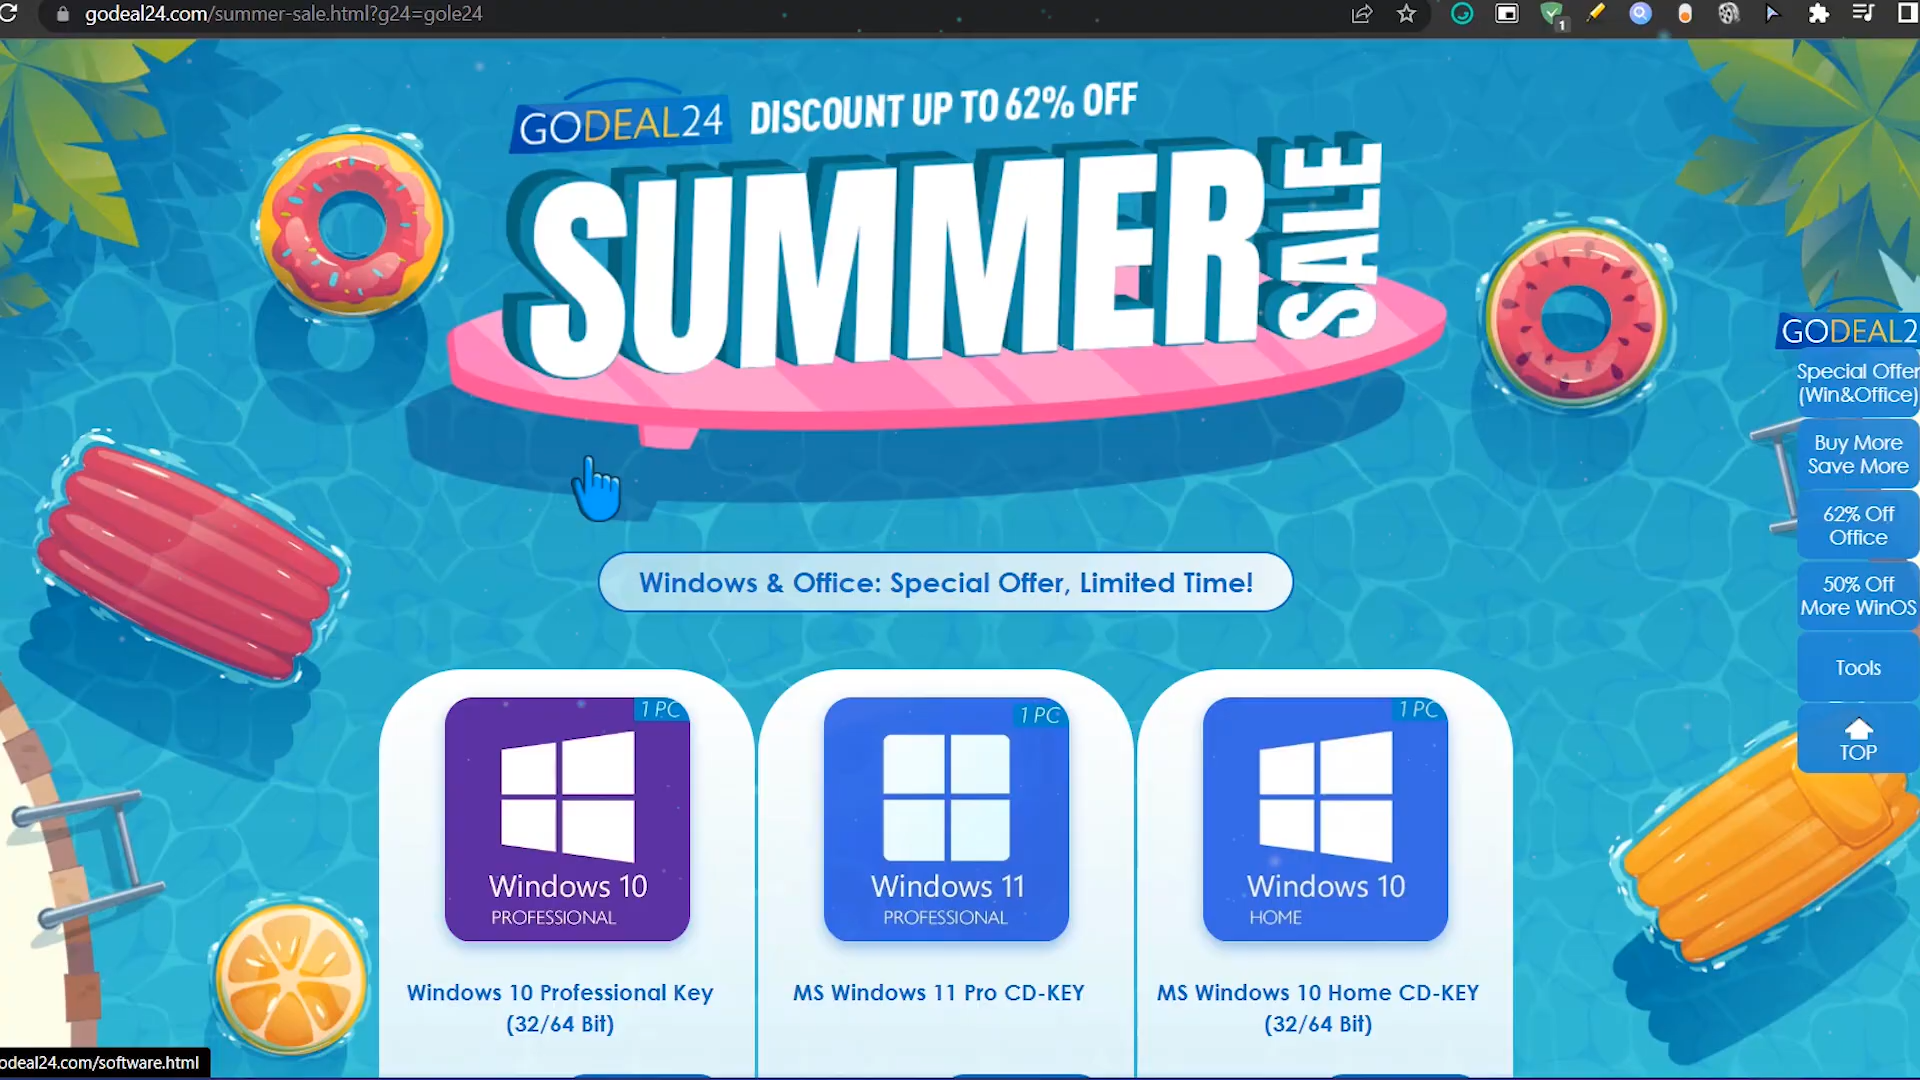 godeal24.com/summer-sale.html?g24=gole24
1
GODEAL24
DISCOUNT UP TO 62% OFF
SUMMER
SALE
GODEAL2
Special Offer
(Win&Office)
Buy More
Save More
62% Off
Office
50% Off
More WinOS
Tools
TOP
Windows & Office: Special Offer, Limited Time!
1 PC
Windows 10
PROFESSIONAL
Windows 10 Professional Key
(32/64 Bit)
1 PC
Windows 11
PROFESSIONAL
MS Windows 11 Pro CD-KEY
1 PC
Windows 10
HOME
MS Windows 10 Home CD-KEY
(32/64 Bit)
odeal24.com/software.html